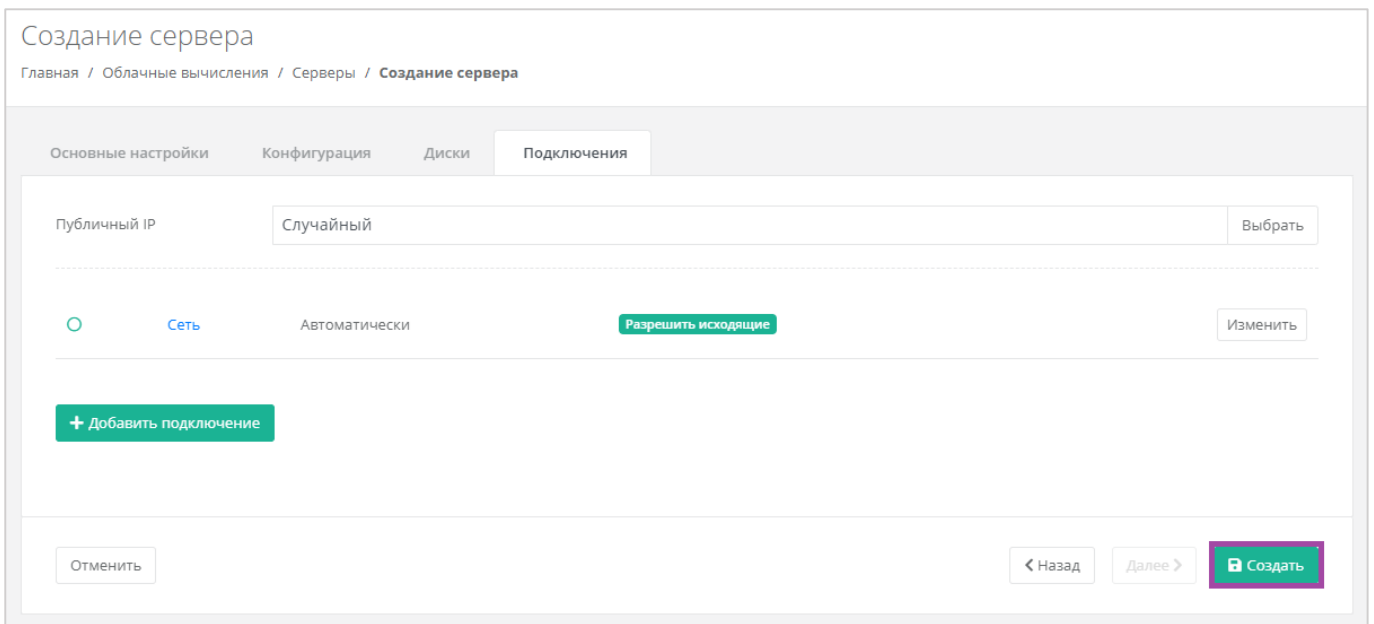 Создание сервера
Главная / Облачные вычисления / Серверы / Создание сервера
Основные настройки Конфигурация Диски Подключения
Публичный IP Случайный Выбрать
Сеть Автоматически Разрешить исходящие Изменить
+ Добавить подключение
Отменить Назад Далее Создать